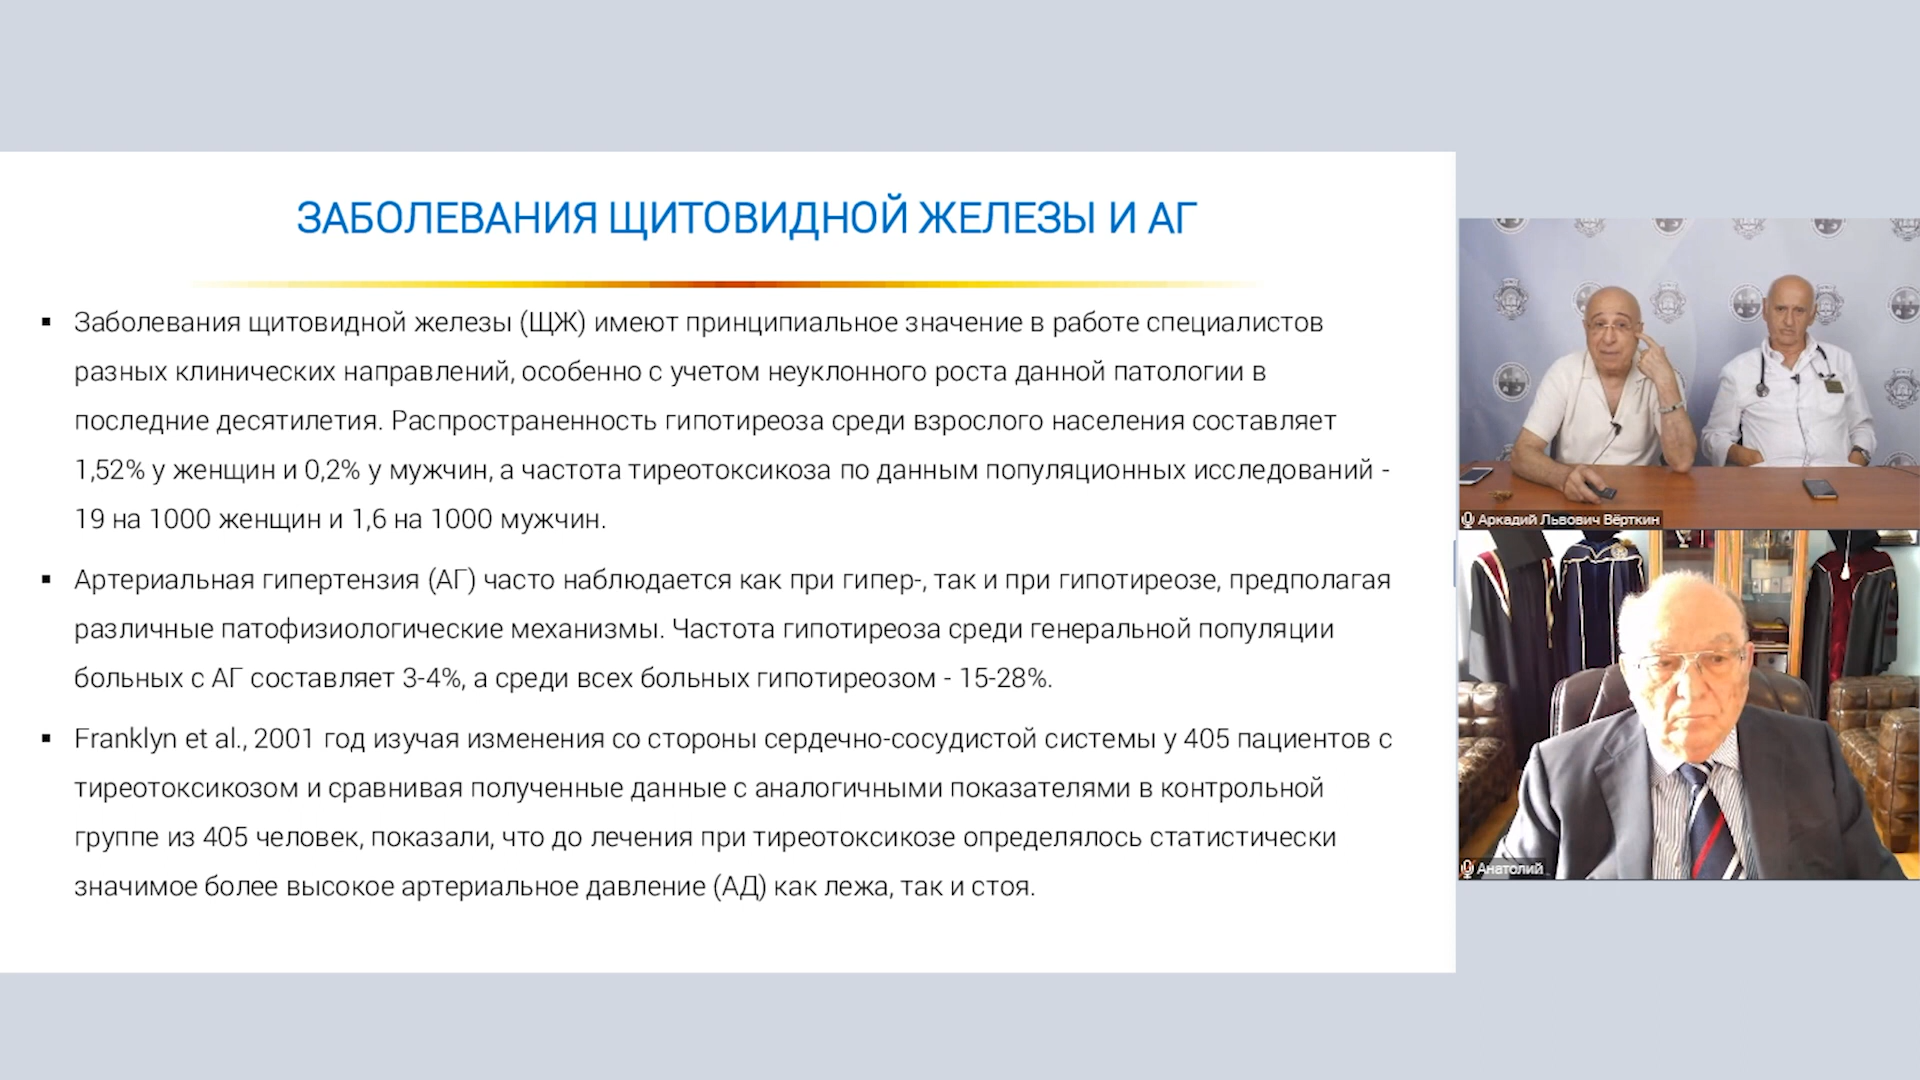 ЗАБОЛЕВАНИЯ ЩИТОВИДНОЙ ЖЕЛЕЗЫ И АГ
▪ Заболевания щитовидной железы (ЩЖ) имеют принципиальное значение в работе специалистов
разных клинических направлений, особенно с учетом неуклонного роста данной патологии в
последние десятилетия. Распространенность гипотиреоза среди взрослого населения составляет
1,52% у женщин и 0,2% у мужчин, а частота тиреотоксикоза по данным популяционных исследований -
19 на 1000 женщин и 1,6 на 1000 мужчин.
▪ Артериальная гипертензия (АГ) часто наблюдается как при гипер-, так и при гипотиреозе, предполагая
различные патофизиологические механизмы. Частота гипотиреоза среди генеральной популяции
больных с АГ составляет 3-4%, а среди всех больных гипотиреозом - 15-28%.
▪ Franklyn et al., 2001 год изучая изменения со стороны сердечно-сосудистой системы у 405 пациентов с
тиреотоксикозом и сравнивая полученные данные с аналогичными показателями в контрольной
группе из 405 человек, показали, что до лечения при тиреотоксикозе определялось статистически
значимое более высокое артериальное давление (АД) как лежа, так и стоя.
Аркадий Львович Вёрткин
Анатолий